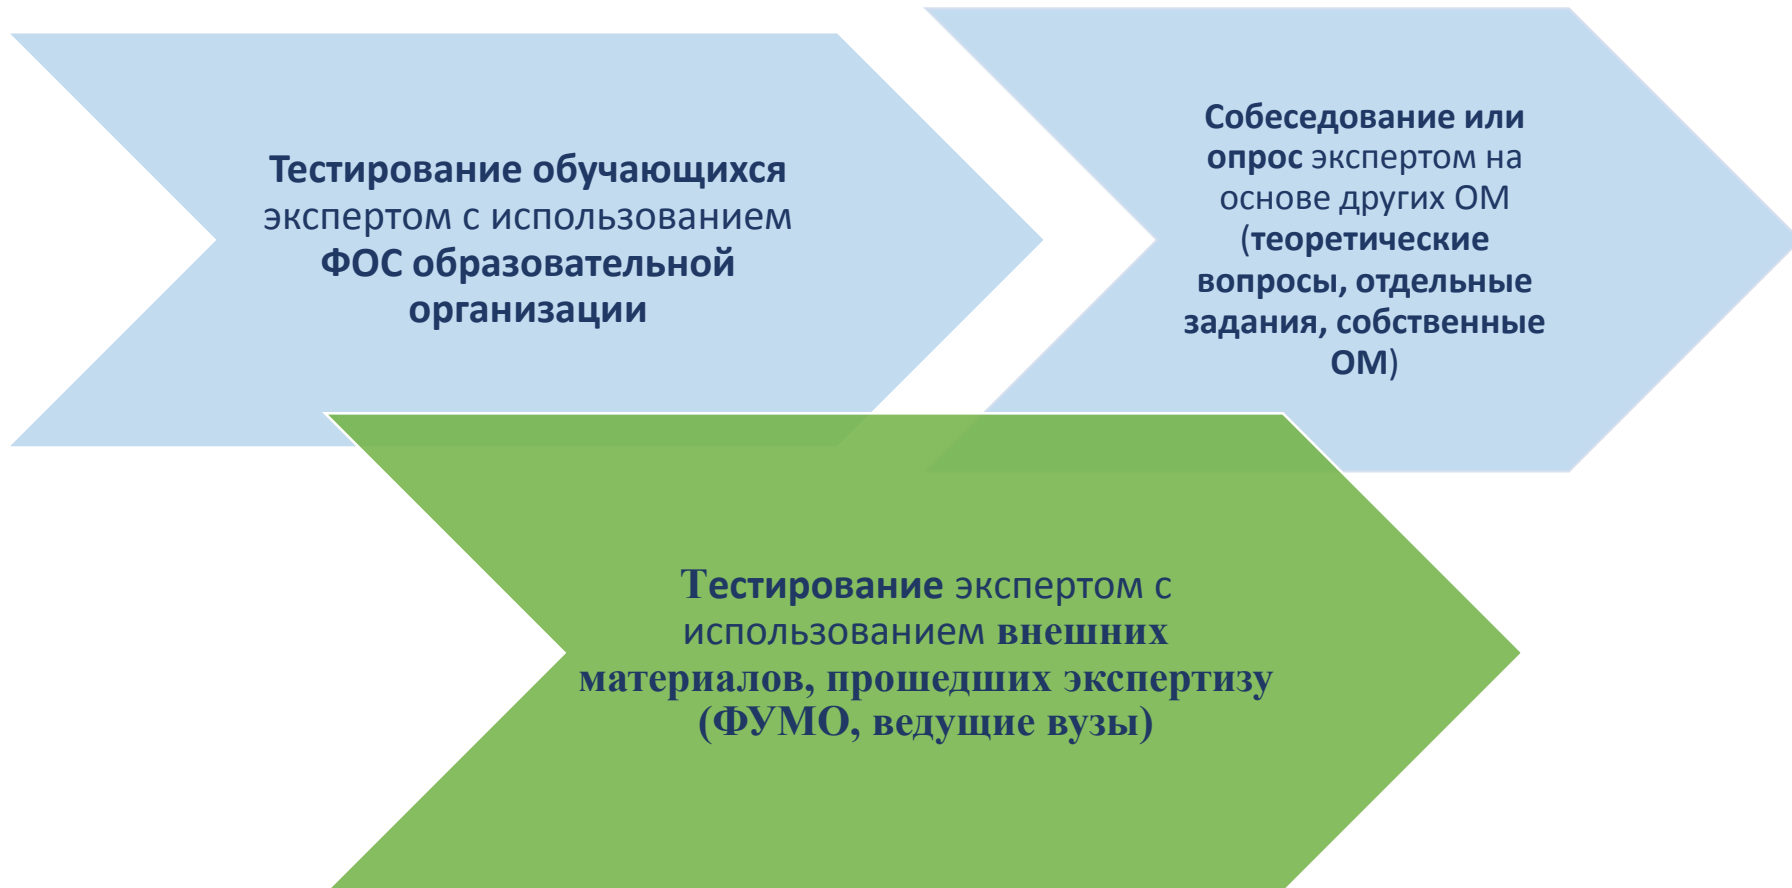 Тестирование обучающихся
экспертом с использованием
ФОС образовательной
организации
Собеседование или
опрос экспертом на
основе других ОМ
(теоретические
вопросы, отдельные
задания, собственные
ОМ)
Тестирование экспертом с
использованием внешних
материалов, прошедших экспертизу
(ФУМО, ведущие вузы)